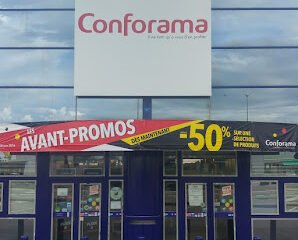 Conforama
LES
AVANT-PROMOS
DÈS MAINTENANT
-50%
SUR UNE
SÉLECTION
DE PRODUITS
Conforama